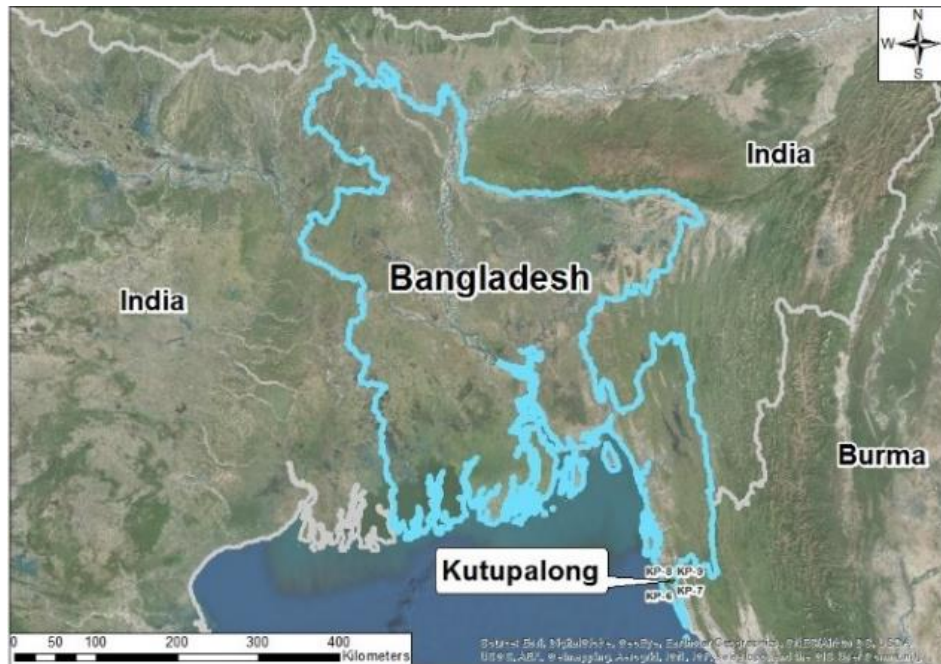 N
W E
S
India
India
Bangladesh
Burma
Kutupalong
KP-8 KP-9
KP-6 KP-7
0 50 100 200 300 400
Kilometers